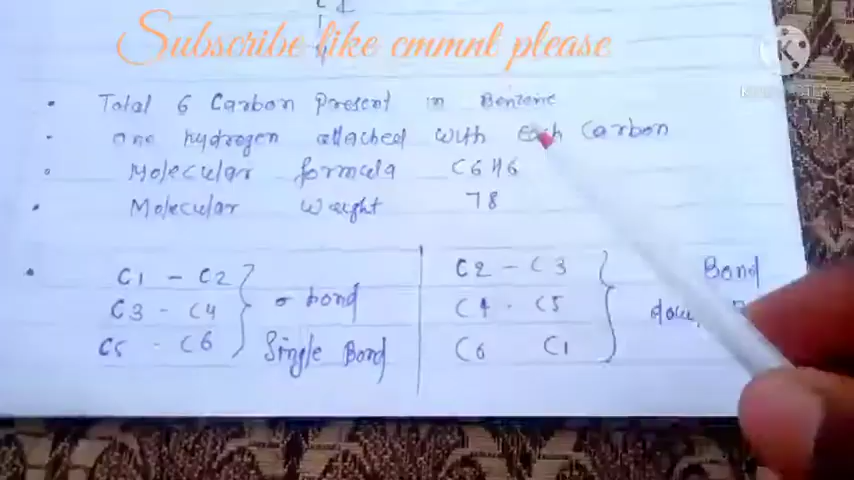 Subscribe like cmmnt please
Total 6 Carbon Present in Benzene
one hydrogen attached with each Carbon
Molecular formula C6H6
Molecular waight 78
C1 - C2
C3 - C4
C5 - C6
σ bond
Single Bond
C2 - C3
C4 - C5
C6 C1
Bond